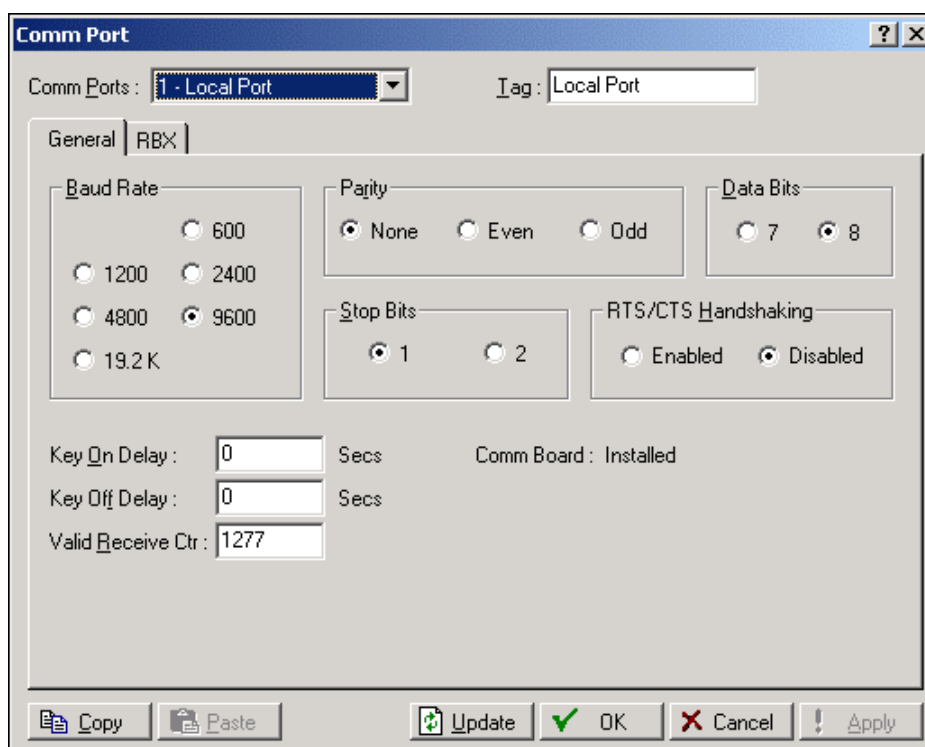 Comm Port
Comm Ports : 1 - Local Port Tag : Local Port
General RBX
Baud Rate Parity Data Bits
600 None Even Odd 7 8
1200 2400
4800 9600 Stop Bits RTS/CTS Handshaking
19.2 K 1 2 Enabled Disabled
Key On Delay : 0 Secs Comm Board : Installed
Key Off Delay : 0 Secs
Valid Receive Ctr : 1277
Copy Paste Update OK Cancel Apply